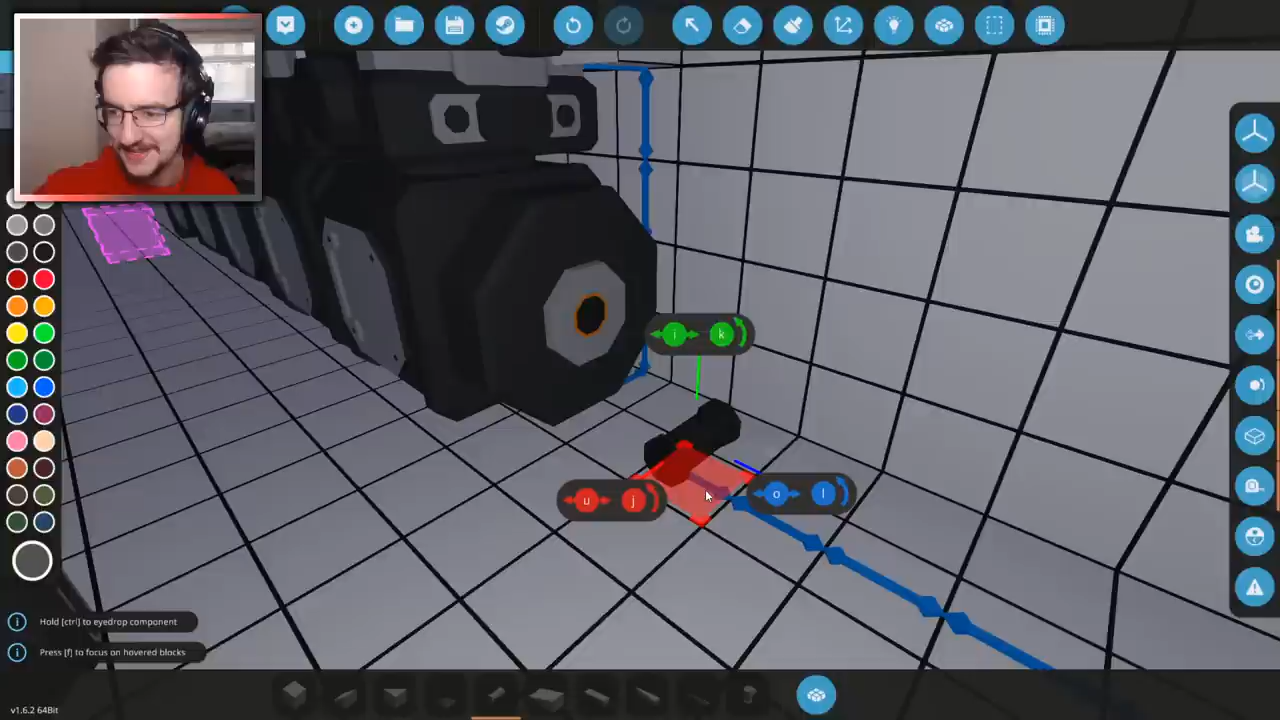 i k
u j
o l
Hold [ctrl] to eyedrop component
Press [f] to focus on hovered blocks
v1.6.2 64Bit